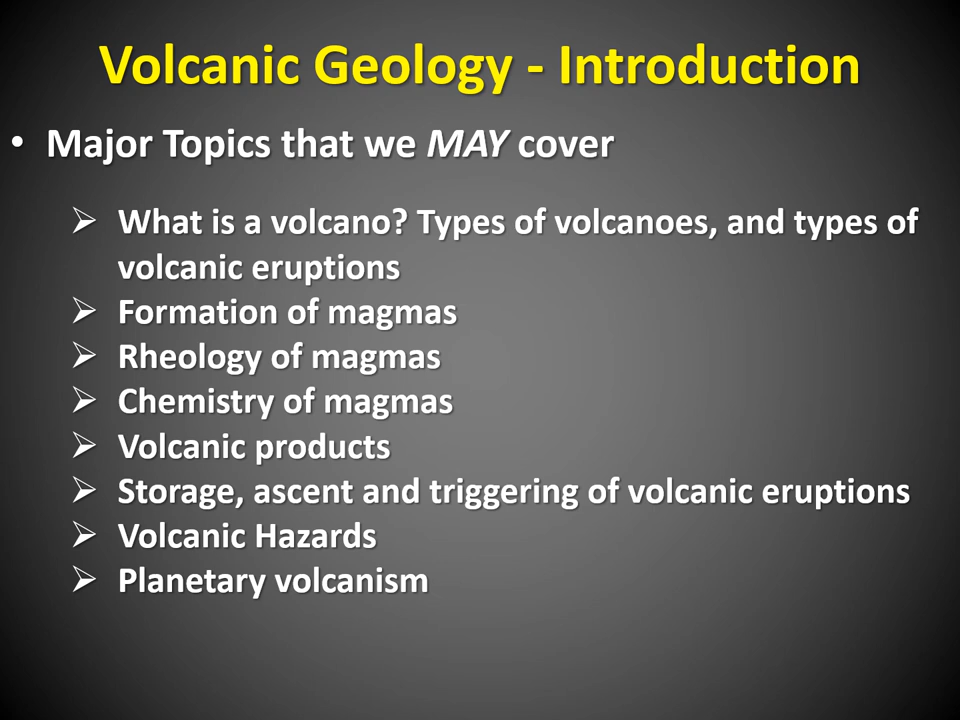 Volcanic Geology - Introduction
• Major Topics that we MAY cover
➢ What is a volcano? Types of volcanoes, and types of
volcanic eruptions
➢ Formation of magmas
➢ Rheology of magmas
➢ Chemistry of magmas
➢ Volcanic products
➢ Storage, ascent and triggering of volcanic eruptions
➢ Volcanic Hazards
➢ Planetary volcanism